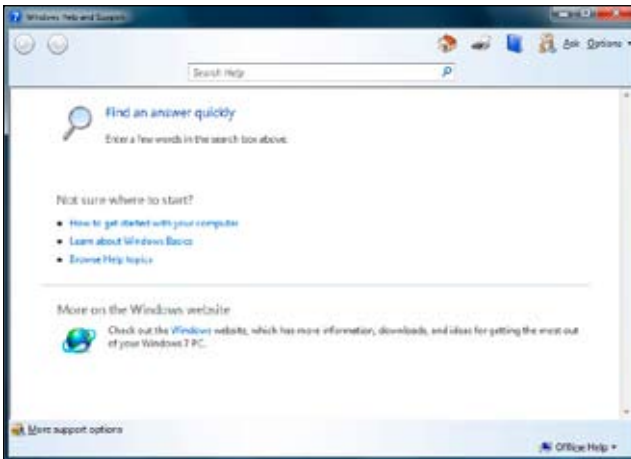 Windows Help and Support
Ask Options
Search Help
Find an answer quickly
Enter a few words in the search box above.
Not sure where to start?
How to get started with your computer
Learn about Windows Basics
Browse Help topics
More on the Windows website
Check out the Windows website, which has more information, downloads, and ideas for getting the most out
of your Windows 7 PC.
More support options
Offline Help